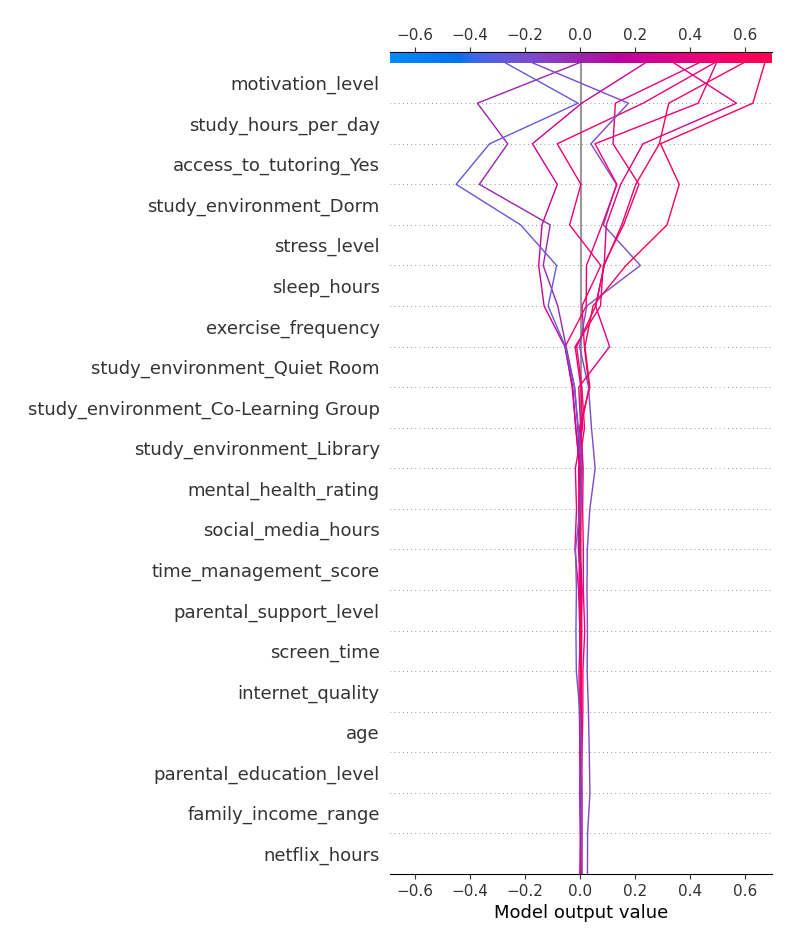 −0.6 −0.4 −0.2 0.0 0.2 0.4 0.6
motivation_level
study_hours_per_day
access_to_tutoring_Yes
study_environment_Dorm
stress_level
sleep_hours
exercise_frequency
study_environment_Quiet Room
study_environment_Co-Learning Group
study_environment_Library
mental_health_rating
social_media_hours
time_management_score
parental_support_level
screen_time
internet_quality
age
parental_education_level
family_income_range
netflix_hours
−0.6 −0.4 −0.2 0.0 0.2 0.4 0.6
Model output value